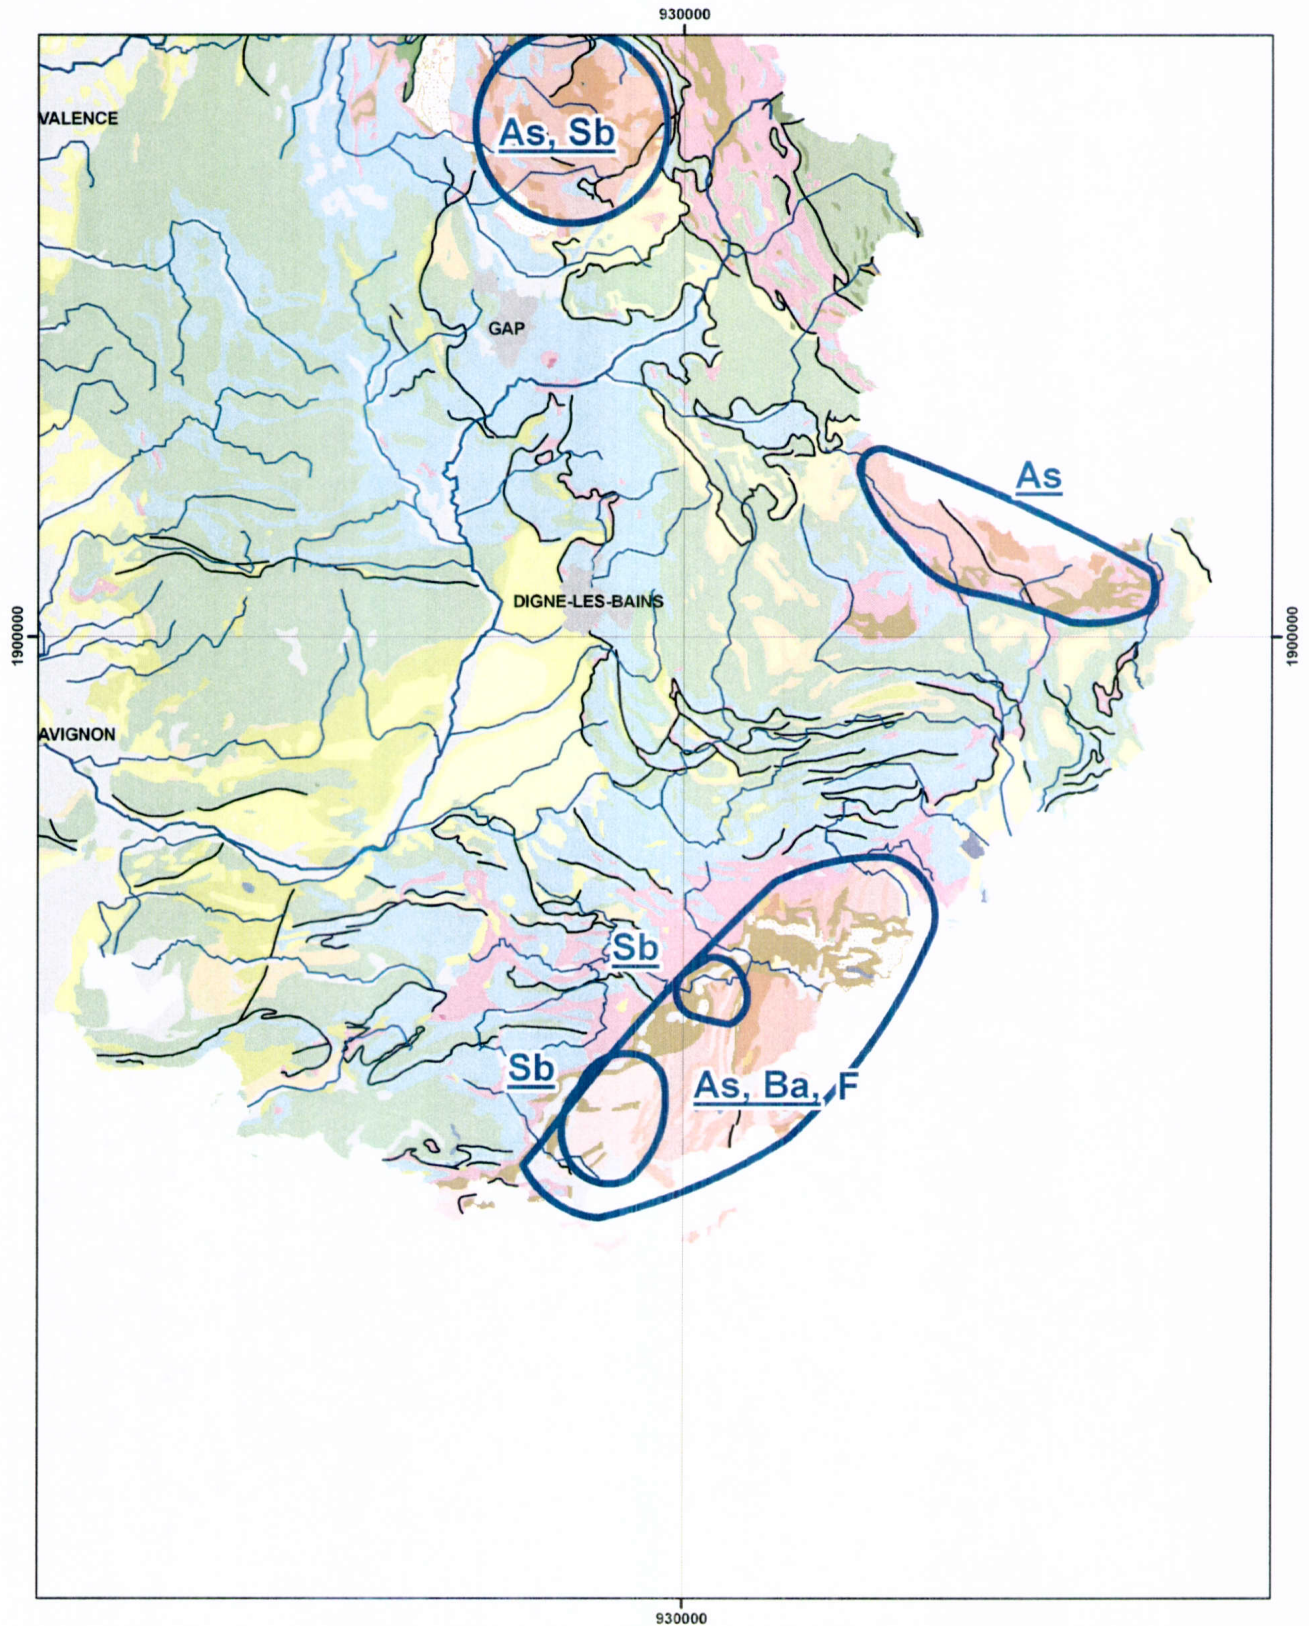 930000
VALENCE
As, Sb
GAP
As
DIGNE-LES-BAINS
1900000
1900000
AVIGNON
Sb
Sb
As, Ba, F
930000